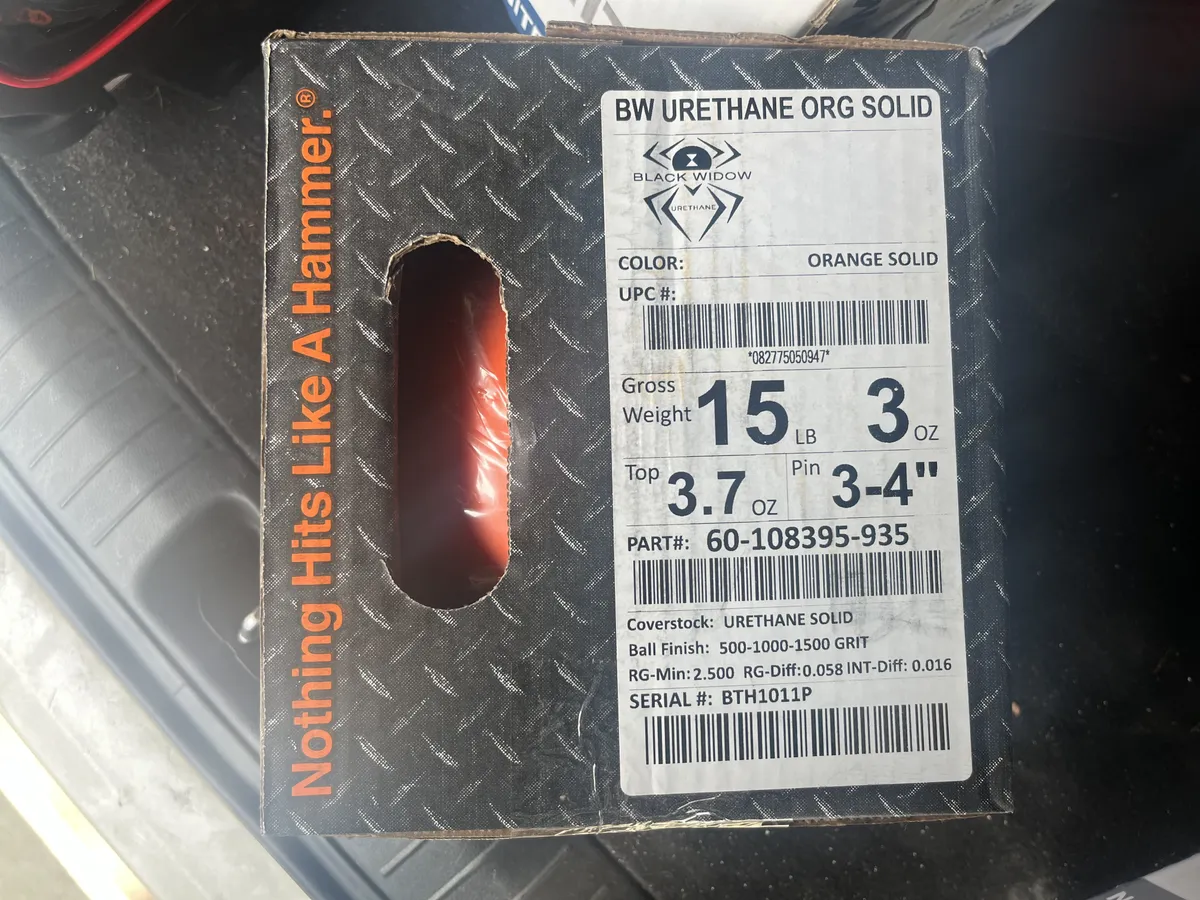 Nothing Hits Like A Hammer.®
BW URETHANE ORG SOLID
BLACK WIDOW
URETHANE
COLOR: ORANGE SOLID
UPC #:
*082775050947*
Gross Weight 15 LB 3 OZ
Top 3.7 OZ Pin 3-4"
PART#: 60-108395-935
Coverstock: URETHANE SOLID
Ball Finish: 500-1000-1500 GRIT
RG-Min: 2.500 RG-Diff: 0.058 INT-Diff: 0.016
SERIAL #: BTH1011P